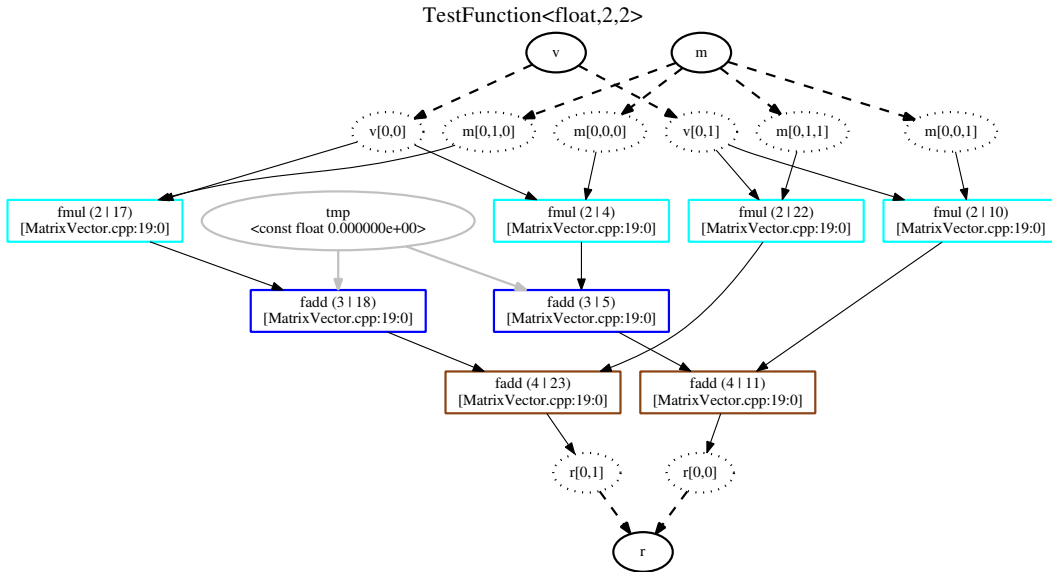 TestFunction<float,2,2>
v
m
v[0,0]
m[0,1,0]
m[0,0,0]
v[0,1]
m[0,1,1]
m[0,0,1]
fmul (2 | 17)
[MatrixVector.cpp:19:0]
tmp
<const float 0.000000e+00>
fmul (2 | 4)
[MatrixVector.cpp:19:0]
fmul (2 | 22)
[MatrixVector.cpp:19:0]
fmul (2 | 10)
[MatrixVector.cpp:19:0]
fadd (3 | 18)
[MatrixVector.cpp:19:0]
fadd (3 | 5)
[MatrixVector.cpp:19:0]
fadd (4 | 23)
[MatrixVector.cpp:19:0]
fadd (4 | 11)
[MatrixVector.cpp:19:0]
r[0,1]
r[0,0]
r